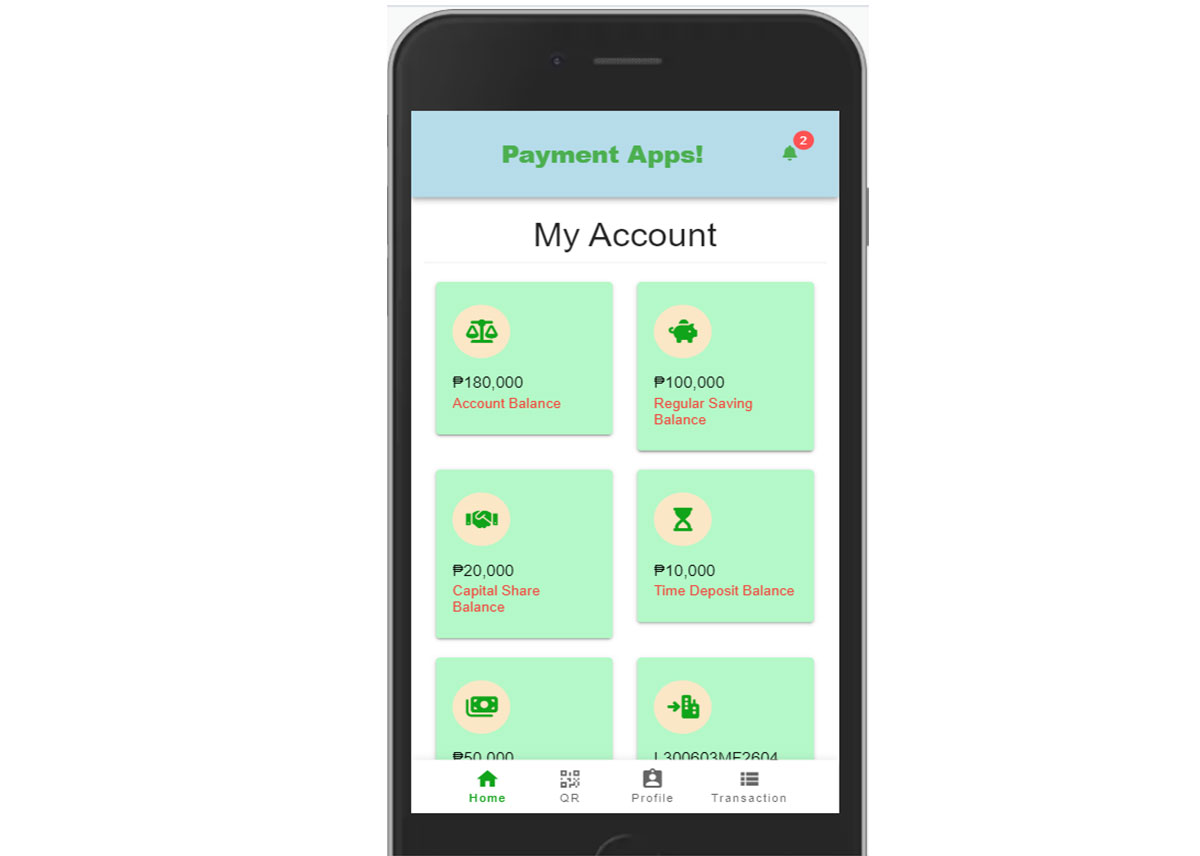 Payment Apps!
2
My Account
₱180,000
Account Balance
₱100,000
Regular Saving
Balance
₱20,000
Capital Share
Balance
₱10,000
Time Deposit Balance
₱50,000
L300603MF2604
Home
QR
Profile
Transaction